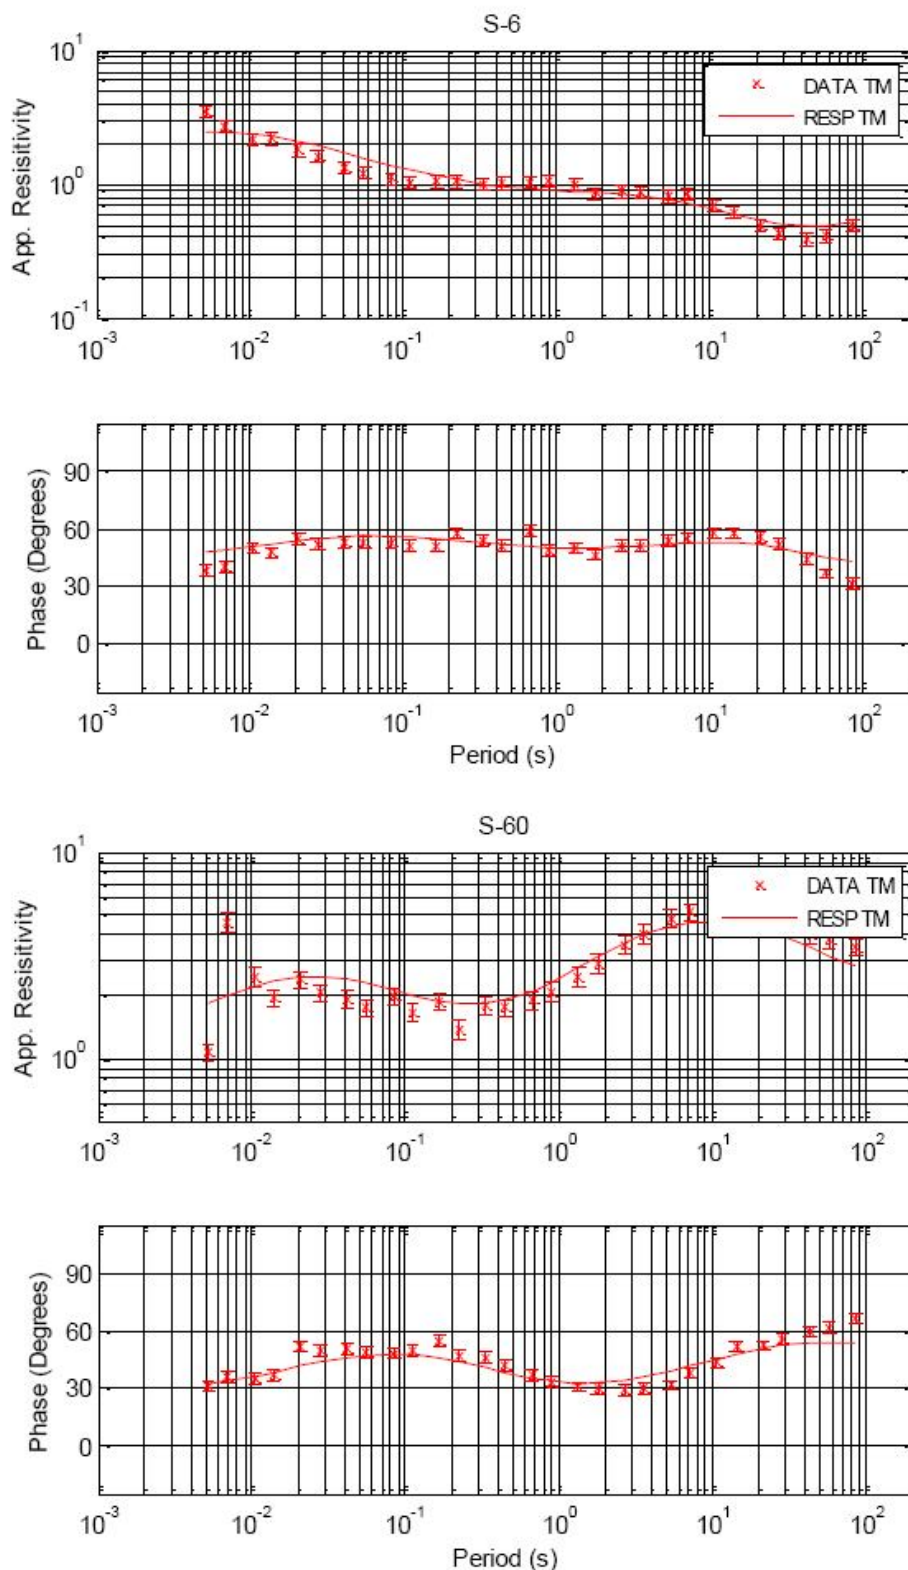 S-6
10^1
10^0
10^-1
App. Resisitivity
DATA TM
RESP TM
10^-3 10^-2 10^-1 10^0 10^1 10^2
90
60
30
0
Phase (Degrees)
10^-3 10^-2 10^-1 10^0 10^1 10^2
Period (s)
S-60
10^1
10^0
App. Resisitivity
DATA TM
RESP TM
10^-3 10^-2 10^-1 10^0 10^1 10^2
90
60
30
0
Phase (Degrees)
10^-3 10^-2 10^-1 10^0 10^1 10^2
Period (s)